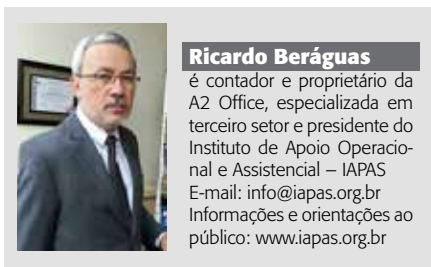 Ricardo Beráguas
é contador e proprietário da
A2 Office, especializada em
terceiro setor e presidente do
Instituto de Apoio Operacio-
nal e Assistencial – IAPAS
E-mail: info@iapas.org.br
Informações e orientações ao
público: www.iapas.org.br